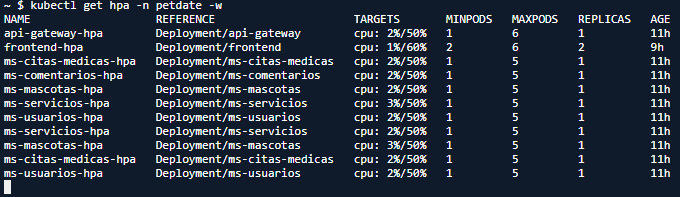 ~ $ kubectl get hpa -n petdate -w
NAME REFERENCE TARGETS MINPODS MAXPODS REPLICAS AGE
api-gateway-hpa Deployment/api-gateway cpu: 2%/50% 1 6 1 11h
frontend-hpa Deployment/frontend cpu: 1%/60% 2 6 2 9h
ms-citas-medicas-hpa Deployment/ms-citas-medicas cpu: 2%/50% 1 5 1 11h
ms-comentarios-hpa Deployment/ms-comentarios cpu: 2%/50% 1 5 1 11h
ms-mascotas-hpa Deployment/ms-mascotas cpu: 2%/50% 1 5 1 11h
ms-servicios-hpa Deployment/ms-servicios cpu: 3%/50% 1 5 1 11h
ms-usuarios-hpa Deployment/ms-usuarios cpu: 2%/50% 1 5 1 11h
ms-servicios-hpa Deployment/ms-servicios cpu: 2%/50% 1 5 1 11h
ms-mascotas-hpa Deployment/ms-mascotas cpu: 3%/50% 1 5 1 11h
ms-citas-medicas-hpa Deployment/ms-citas-medicas cpu: 2%/50% 1 5 1 11h
ms-usuarios-hpa Deployment/ms-usuarios cpu: 2%/50% 1 5 1 11h